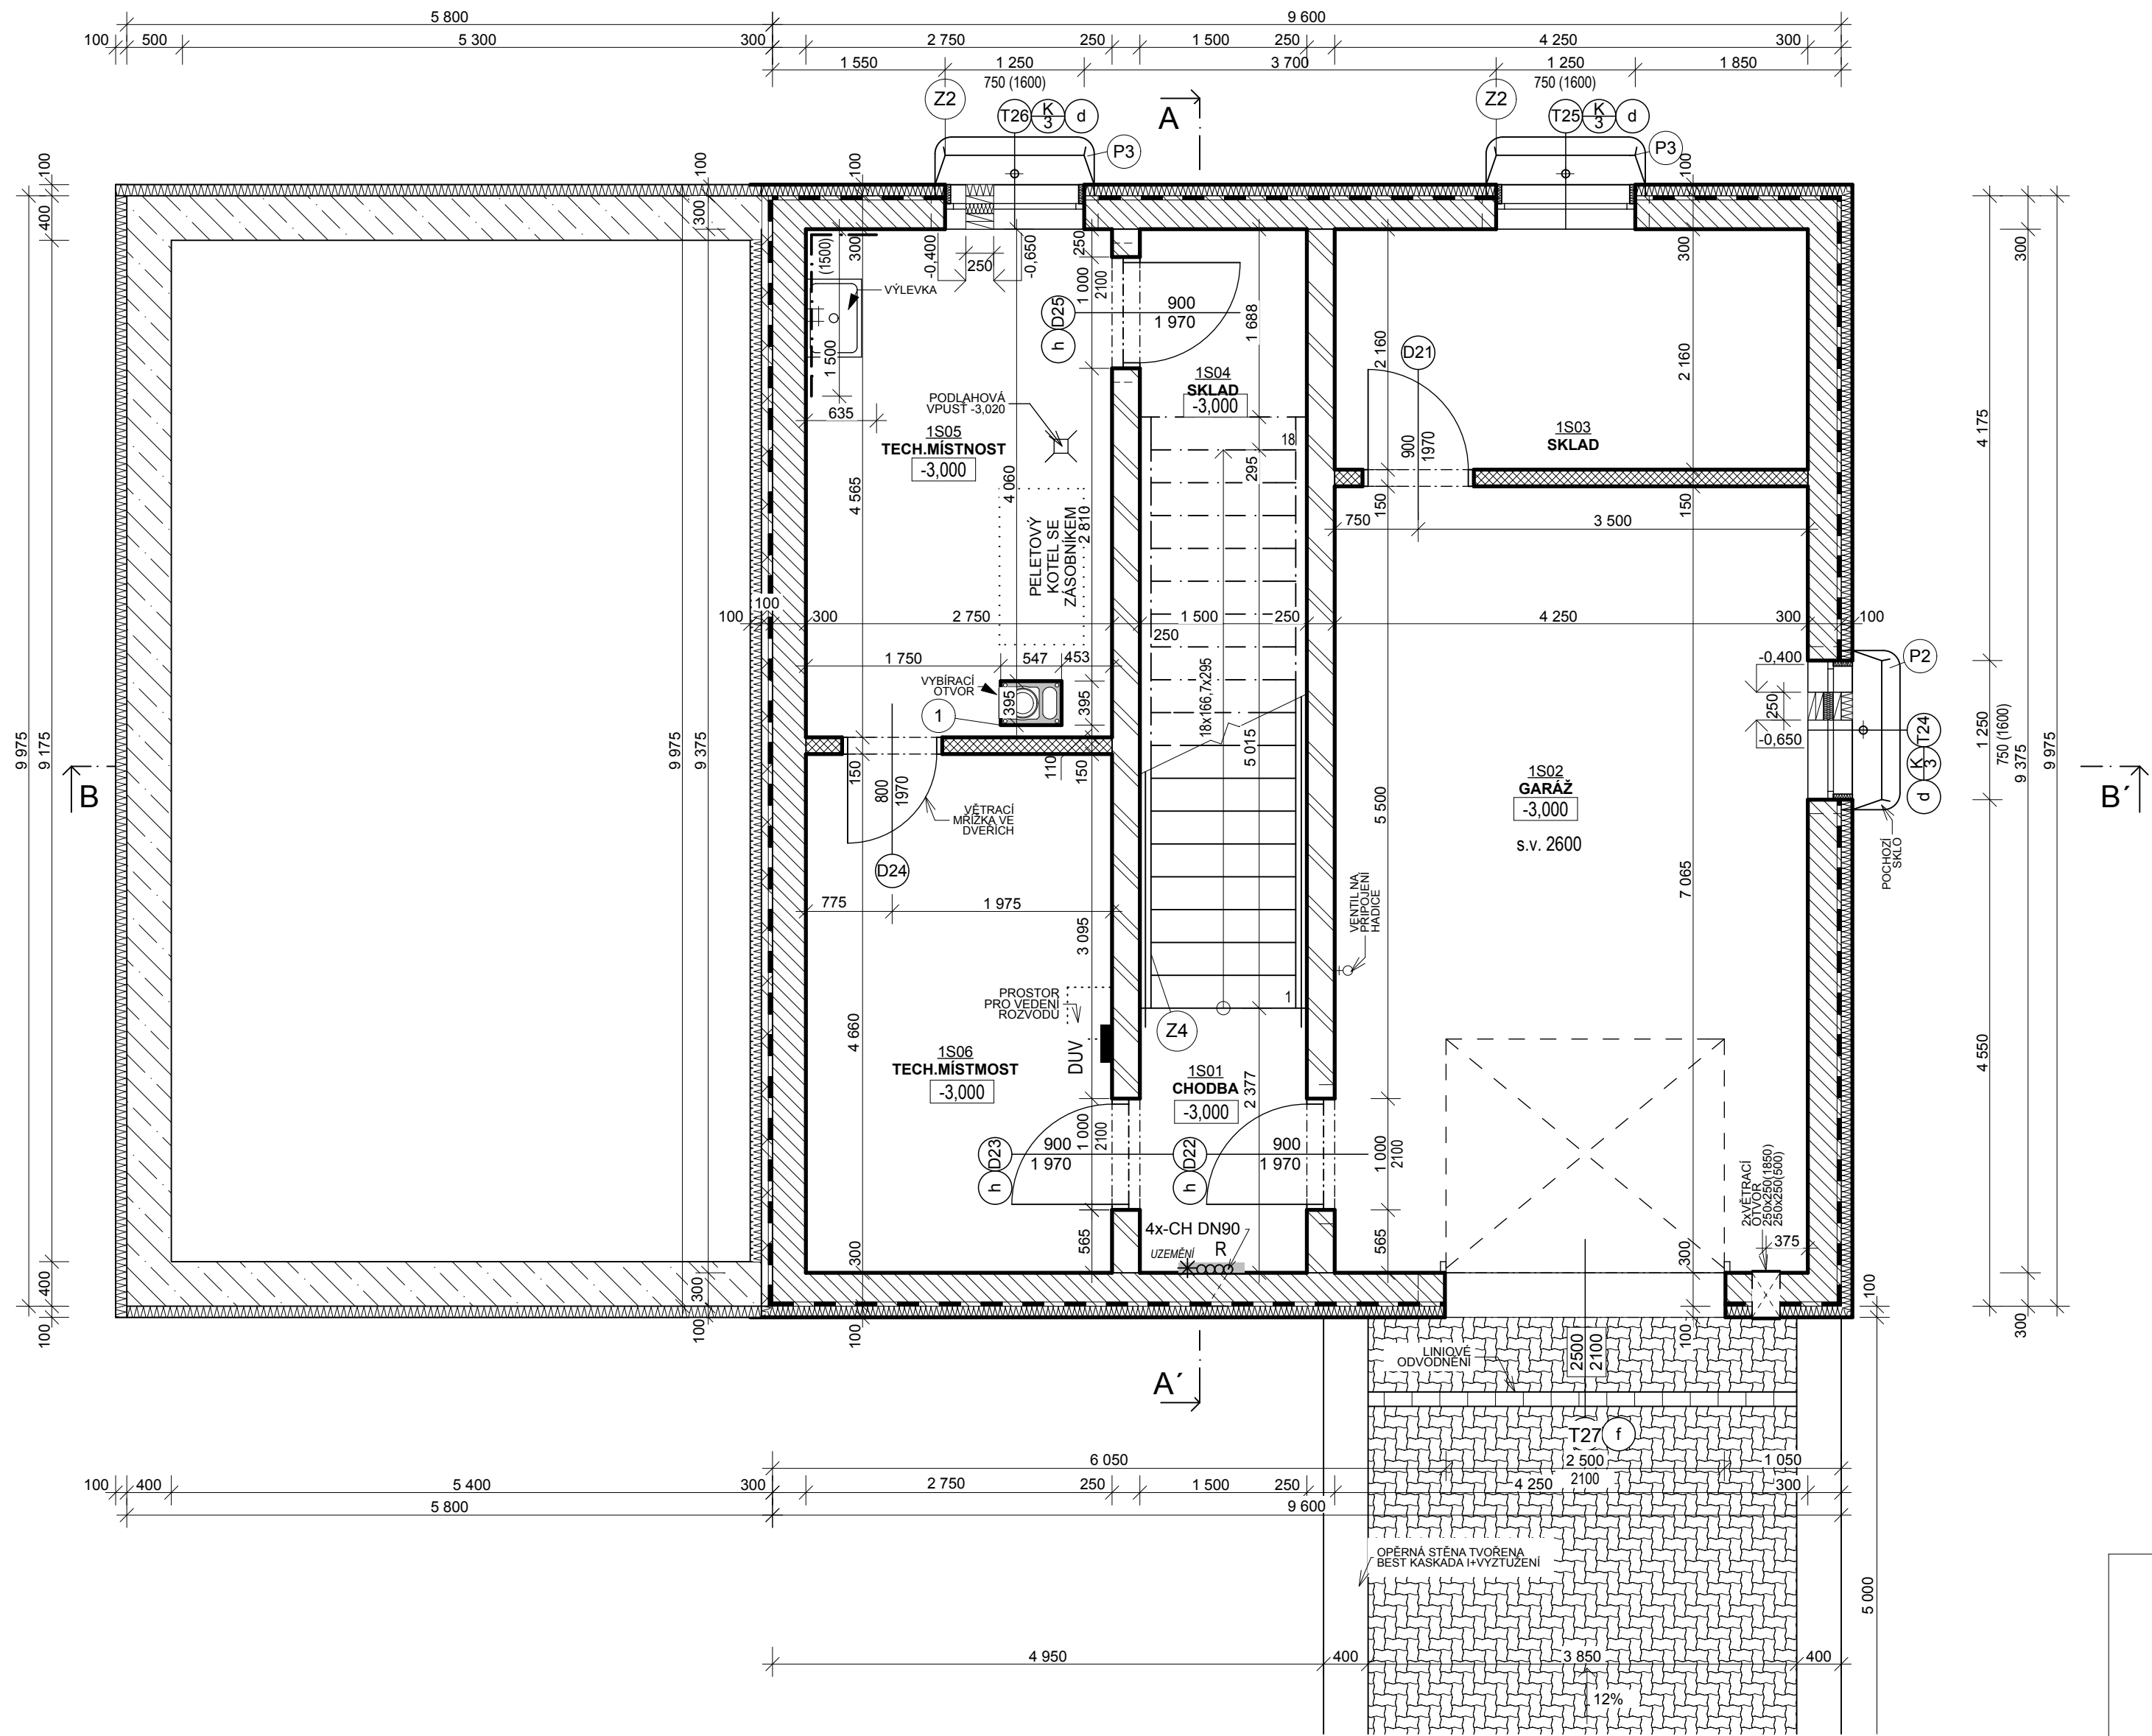 5 800
9 600
100
500
5 300
300
2 750
250
1 500
250
4 250
300
1 550
1 250
750 (1600)
3 700
1 250
750 (1600)
1 850
Z2
T26
K
3
d
P3
A
Z2
T25
K
3
d
P3
100
400
9 975
9 175
400
100
100
300
9 975
9 375
300
100
100
300
(1500)
VÝLEVKA
1 500
635
-0,400
250
-0,650
250
1 000
2100
D25
h
900
1 970
1 688
1S04
SKLAD
-3,000
PODLAHOVÁ
VPUSŤ -3,020
1S05
TECH.MÍSTNOST
-3,000
4 565
4 060
PELETOVÝ
KOTEL SE
ZÁSOBNÍKEM
2 810
18
295
2 160
D21
900
1970
300
2 160
1S03
SKLAD
150
150
750
3 500
100
100
300
2 750
1 500
250
250
4 250
300
100
1 750
547
453
VYBÍRACÍ
OTVOR
395
395
1
18x166,7x295
5 015
150
800
1970
110
150
VĚTRACÍ
MŘÍŽKA VE
DVEŘÍCH
D24
775
1 975
3 095
5 500
1S02
GARÁŽ
-3,000
s.v. 2600
7 065
-0,400
250
-0,650
P2
T24
K
3
d
POCHOZÍ
SKLO
300
4 175
1 250
750 (1600)
9 375
9 975
4 550
300
100
B
B´
VENTIL NA
PŘIPOJENÍ
HADICE
PROSTOR
PRO VEDENÍ
ROZVODŮ
1
Z4
4 660
DUV
1S06
TECH.MÍSTMOST
-3,000
1S01
CHODBA
-3,000
2 377
D23
h
900
1 970
1 000
2100
D22
h
900
1 970
1 000
2100
565
565
4x-CH DN90
UZEMĚNÍ
R
2xVĚTRACÍ
OTVOR
250x250(1850)
250x250(500)
375
300
300
100
100
A´
LINIOVÉ
ODVODNĚNÍ
2500
2100
T27
f
6 050
2 500
2100
1 050
100
400
5 400
300
2 750
250
1 500
250
4 250
300
5 800
9 600
OPĚRNÁ STĚNA TVOŘENA
BEST KASKADA I+VYZTUŽENÍ
5 000
4 950
400
3 850
400
12%